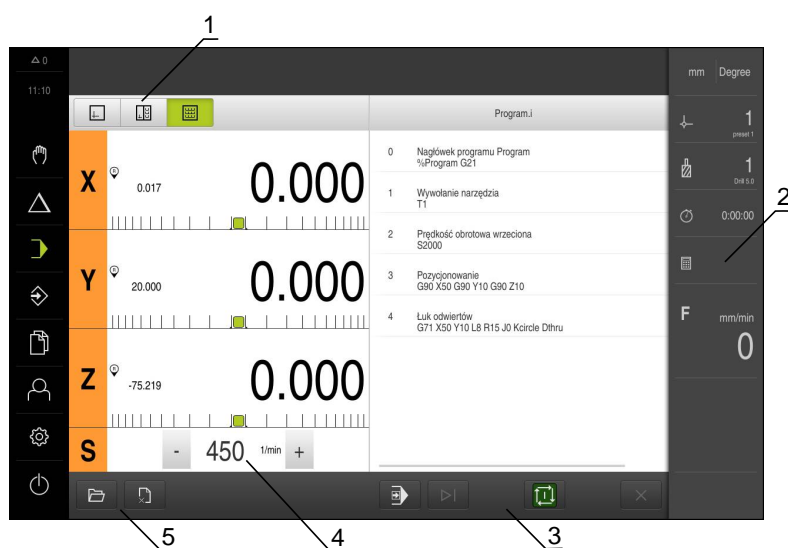 1
△ 0
11:10
mm Degree
Program.i
1
preset 1
1
Drill 5.0
0:00:00
2
F mm/min
0
X R 0.017 0.000
Y R 20.000 0.000
Z R -75.219 0.000
S - 450 1/min +
0 Nagłówek programu Program
%Program G21
1 Wywołanie narzędzia
T1
2 Prędkość obrotowa wrzeciona
S2000
3 Pozycjonowanie
G90 X50 G90 Y10 G90 Z10
4 Łuk odwiertów
G71 X50 Y10 L8 R15 J0 Kcircle Dthru
5
4
3